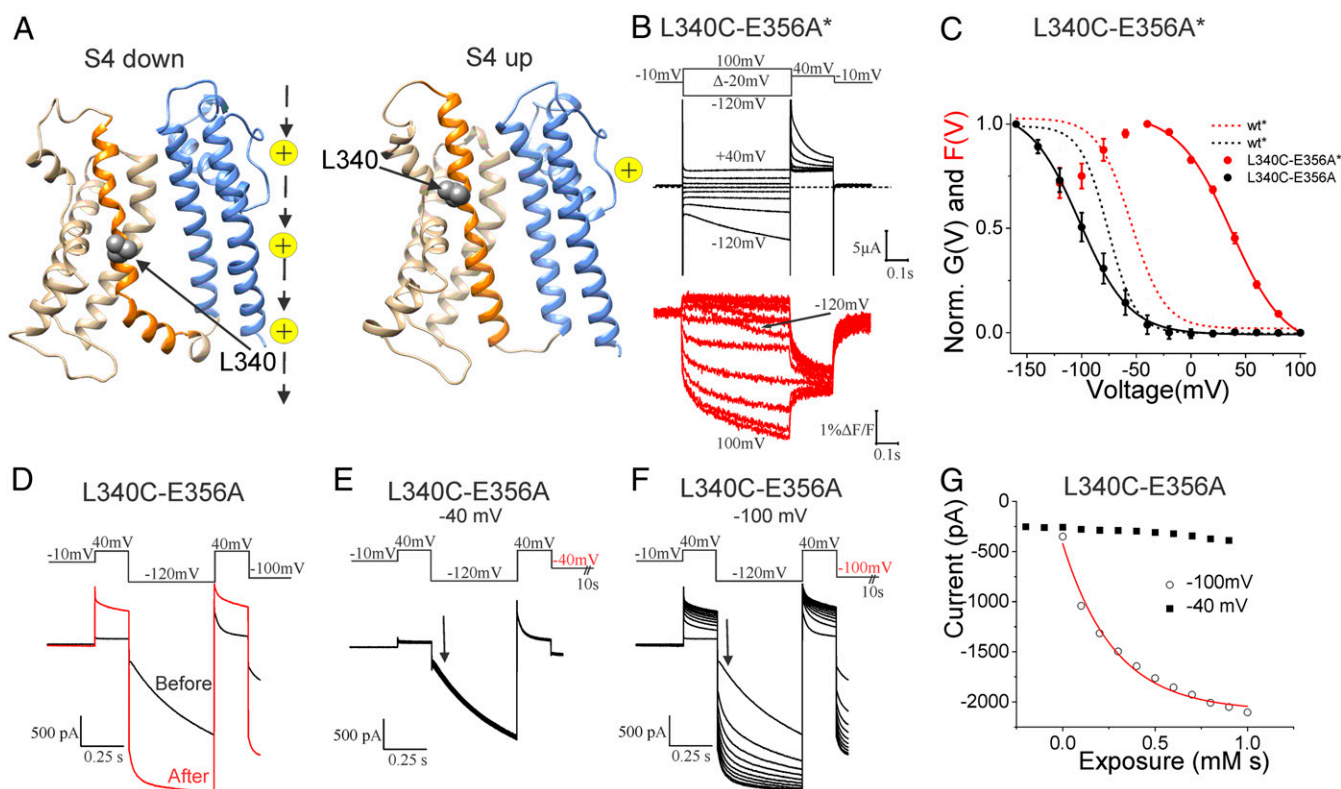 A
S4 down
S4 up
L340
L340
+
+
+
+
B
L340C-E356A*
100mV
-10mV
Δ-20mV
40mV
-10mV
-120mV
+40mV
-120mV
5µA
0.1s
-120mV
100mV
1%ΔF/F
0.1s
C
L340C-E356A*
Norm. G(V) and F(V)
1.0
0.5
0.0
-150
-100
-50
0
50
100
Voltage(mV)
wt*
wt*
L340C-E356A*
L340C-E356A
D
L340C-E356A
-10mV
40mV
-120mV
40mV
-100mV
Before
After
500 pA
0.25 s
E
L340C-E356A
-40 mV
-10mV
40mV
-120mV
40mV
-40mV
10s
500 pA
0.25 s
F
L340C-E356A
-100 mV
-10mV
40mV
-120mV
40mV
-100mV
10s
500 pA
0.25 s
G
L340C-E356A
Current (pA)
0
-500
-1000
-1500
-2000
-100mV
-40 mV
0.0
0.5
1.0
Exposure (mM s)